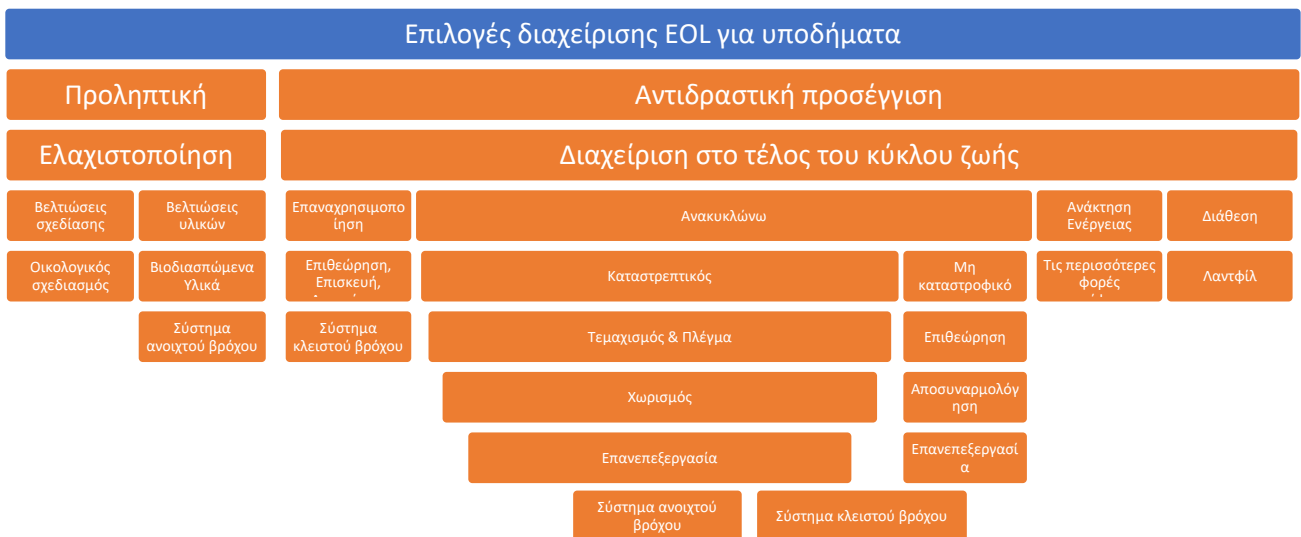 Επιλογές διαχείρισης EOL για υποδήματα
Προληπτική
Αντιδραστική προσέγγιση
Ελαχιστοποίηση
Διαχείριση στο τέλος του κύκλου ζωής
Βελτιώσεις
σχεδίασης
Βελτιώσεις
υλικών
Επαναχρησιμοπο
ίηση
Ανακυκλώνω
Ανάκτηση
Ενέργειας
Διάθεση
Οικολογικός
σχεδιασμός
Βιοδιασπώμενα
Υλικά
Επιθεώρηση,
Επισκευή,
Καταστρεπτικός
Μη
καταστροφικό
Τις περισσότερες
φορές
Λαντφίλ
Σύστημα
ανοιχτού βρόχου
Σύστημα
κλειστού βρόχου
Τεμαχισμός & Πλέγμα
Επιθεώρηση
Χωρισμός
Αποσυναρμολόγ
ηση
Επανεπεξεργασία
Επανεπεξεργασί
α
Σύστημα ανοιχτού
βρόχου
Σύστημα κλειστού βρόχου